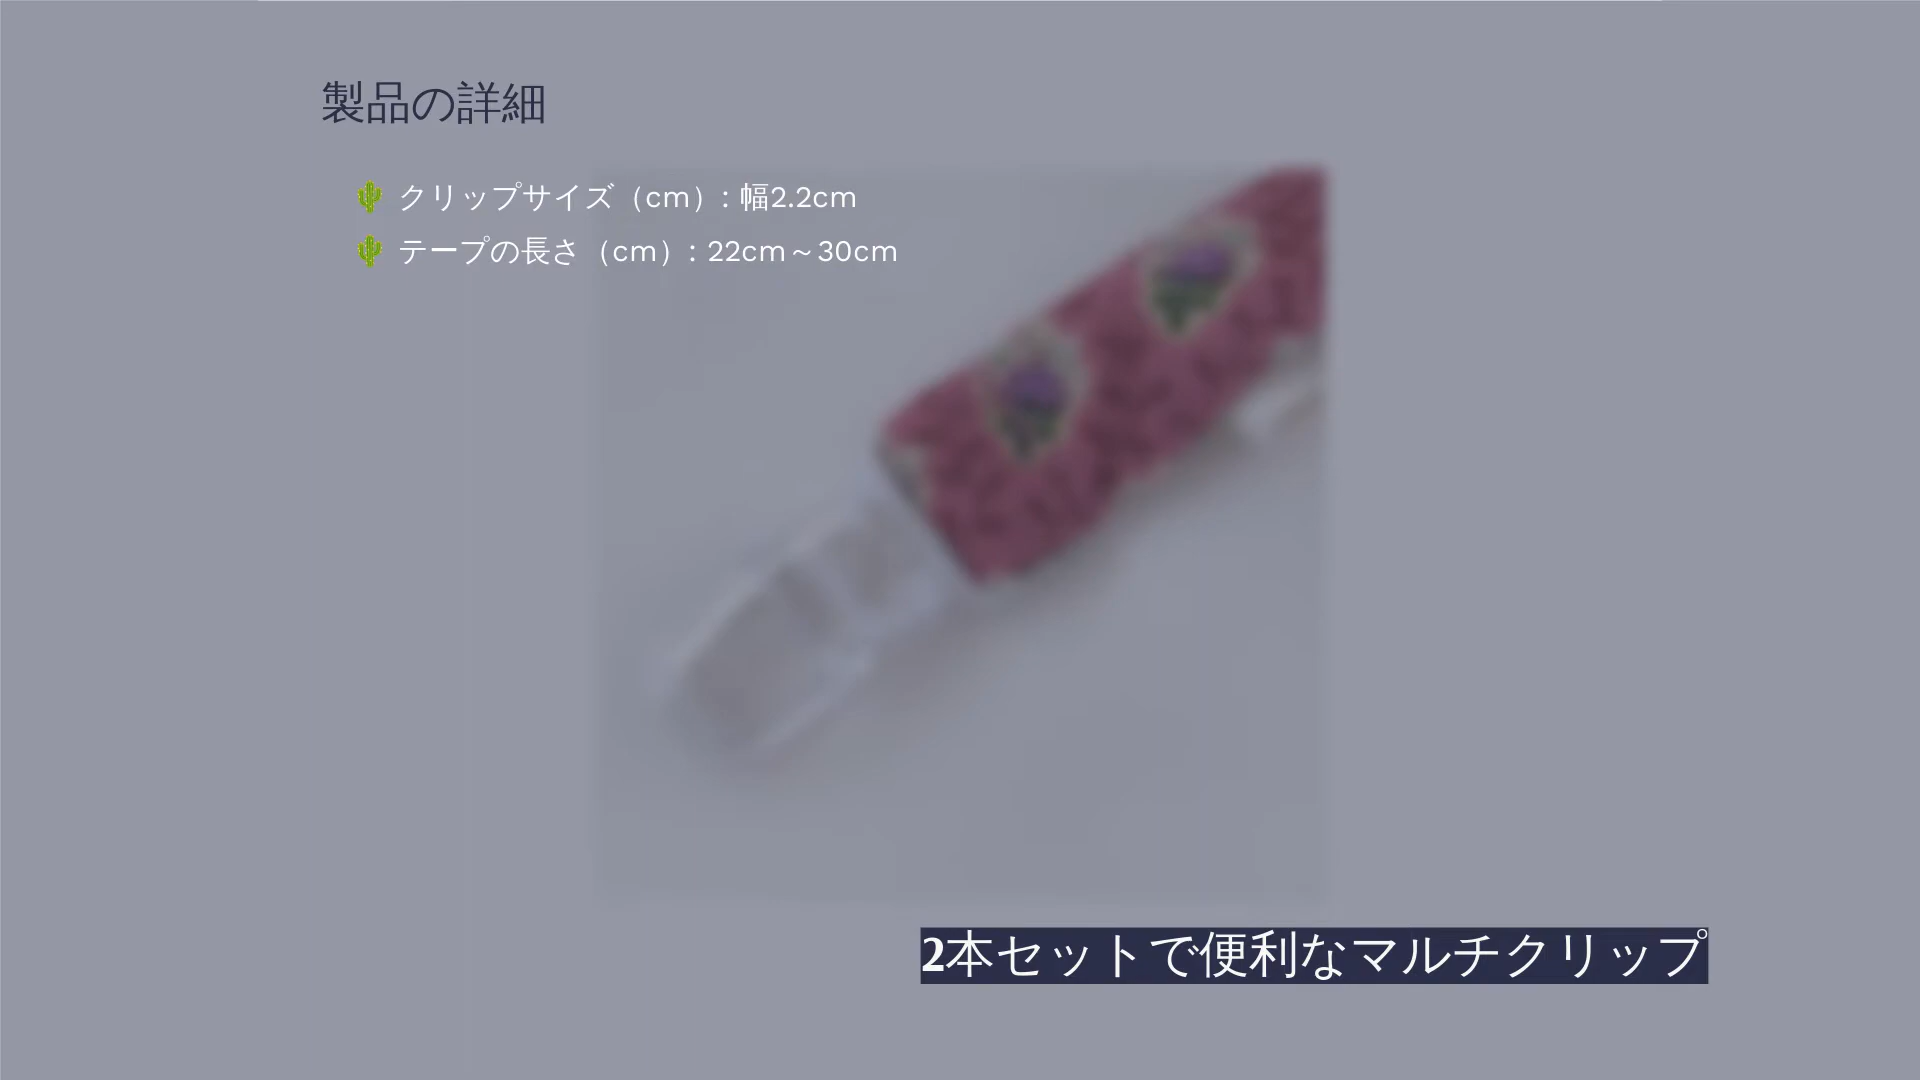 製品の詳細
🌵 クリップサイズ（cm）: 幅2.2cm
🌵 テープの長さ（cm）: 22cm～30cm
2本セットで便利なマルチクリップ